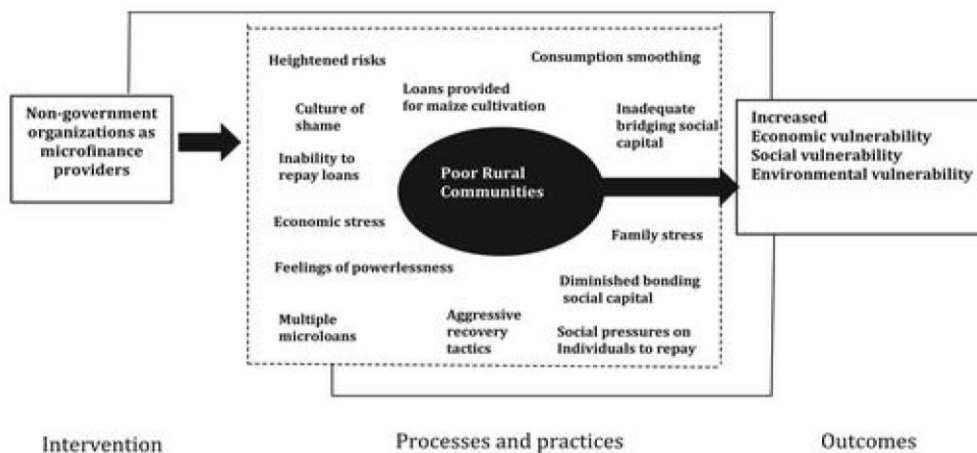 Heightened risks
Consumption smoothing
Loans provided
for maize cultivation
Non-government
organizations as
microfinance
providers
Culture of
shame
Inadequate
bridging social
capital
Increased
Economic vulnerability
Social vulnerability
Environmental vulnerability
Inability to
repay loans
Poor Rural
Communities
Economic stress
Family stress
Feelings of powerlessness
Diminished bonding
social capital
Multiple
microloans
Aggressive
recovery
tactics
Social pressures on
Individuals to repay
Intervention
Processes and practices
Outcomes